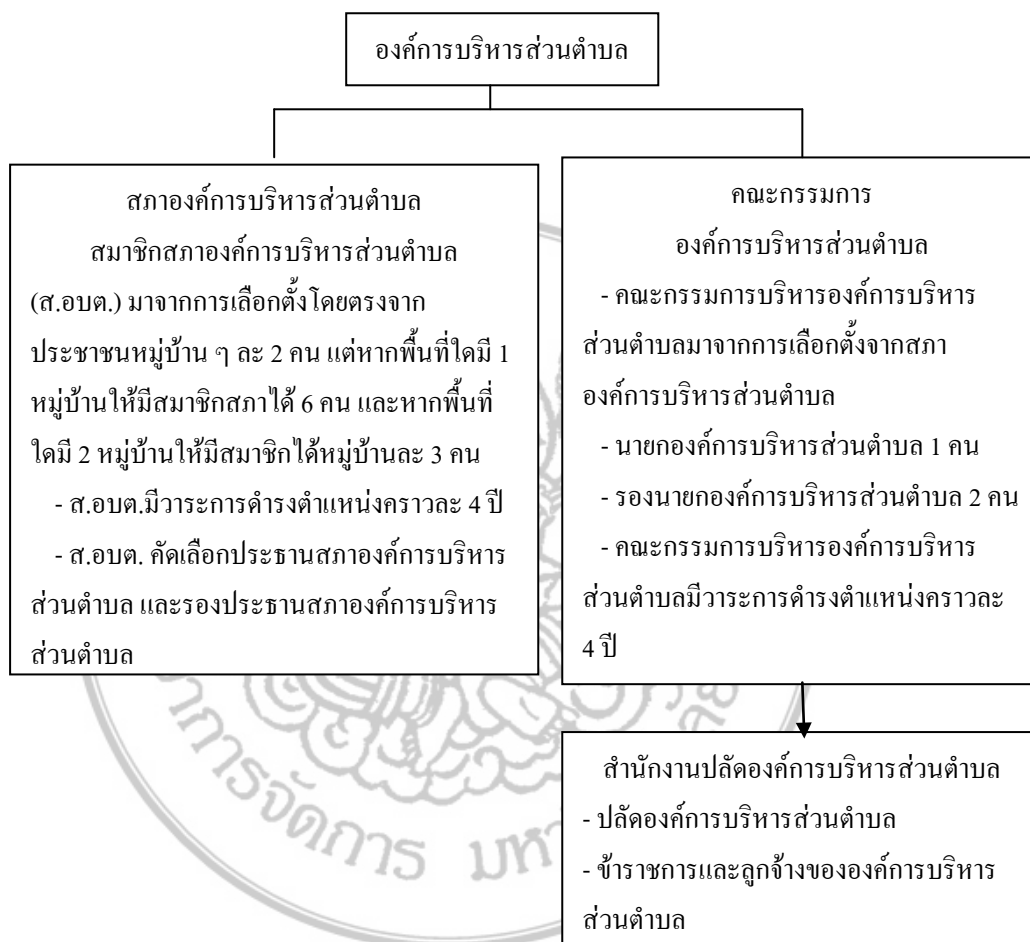 องค์การบริหารส่วนตำบล
สภาองค์การบริหารส่วนตำบล
สมาชิกสภาองค์การบริหารส่วนตำบล
(ส.อบต.) มาจากการเลือกตั้งโดยตรงจาก
ประชาชนหมู่บ้าน ๆ ละ 2 คน แต่หากพื้นที่ใดมี 1
หมู่บ้านให้มีสมาชิกสภาได้ 6 คน และหากพื้นที่
ใดมี 2 หมู่บ้านให้มีสมาชิกได้หมู่บ้านละ 3 คน
- ส.อบต.มีวาระการดำรงตำแหน่งคราวละ 4 ปี
- ส.อบต. คัดเลือกประธานสภาองค์การบริหาร
ส่วนตำบล และรองประธานสภาองค์การบริหาร
ส่วนตำบล
คณะกรรมการ
องค์การบริหารส่วนตำบล
- คณะกรรมการบริหารองค์การบริหาร
ส่วนตำบลมาจากการเลือกตั้งจากสภา
องค์การบริหารส่วนตำบล
- นายกองค์การบริหารส่วนตำบล 1 คน
- รองนายกองค์การบริหารส่วนตำบล 2 คน
- คณะกรรมการบริหารองค์การบริหาร
ส่วนตำบลมีวาระการดำรงตำแหน่งคราวละ
4 ปี
สำนักงานปลัดองค์การบริหารส่วนตำบล
- ปลัดองค์การบริหารส่วนตำบล
- ข้าราชการและลูกจ้างขององค์การบริหาร
ส่วนตำบล